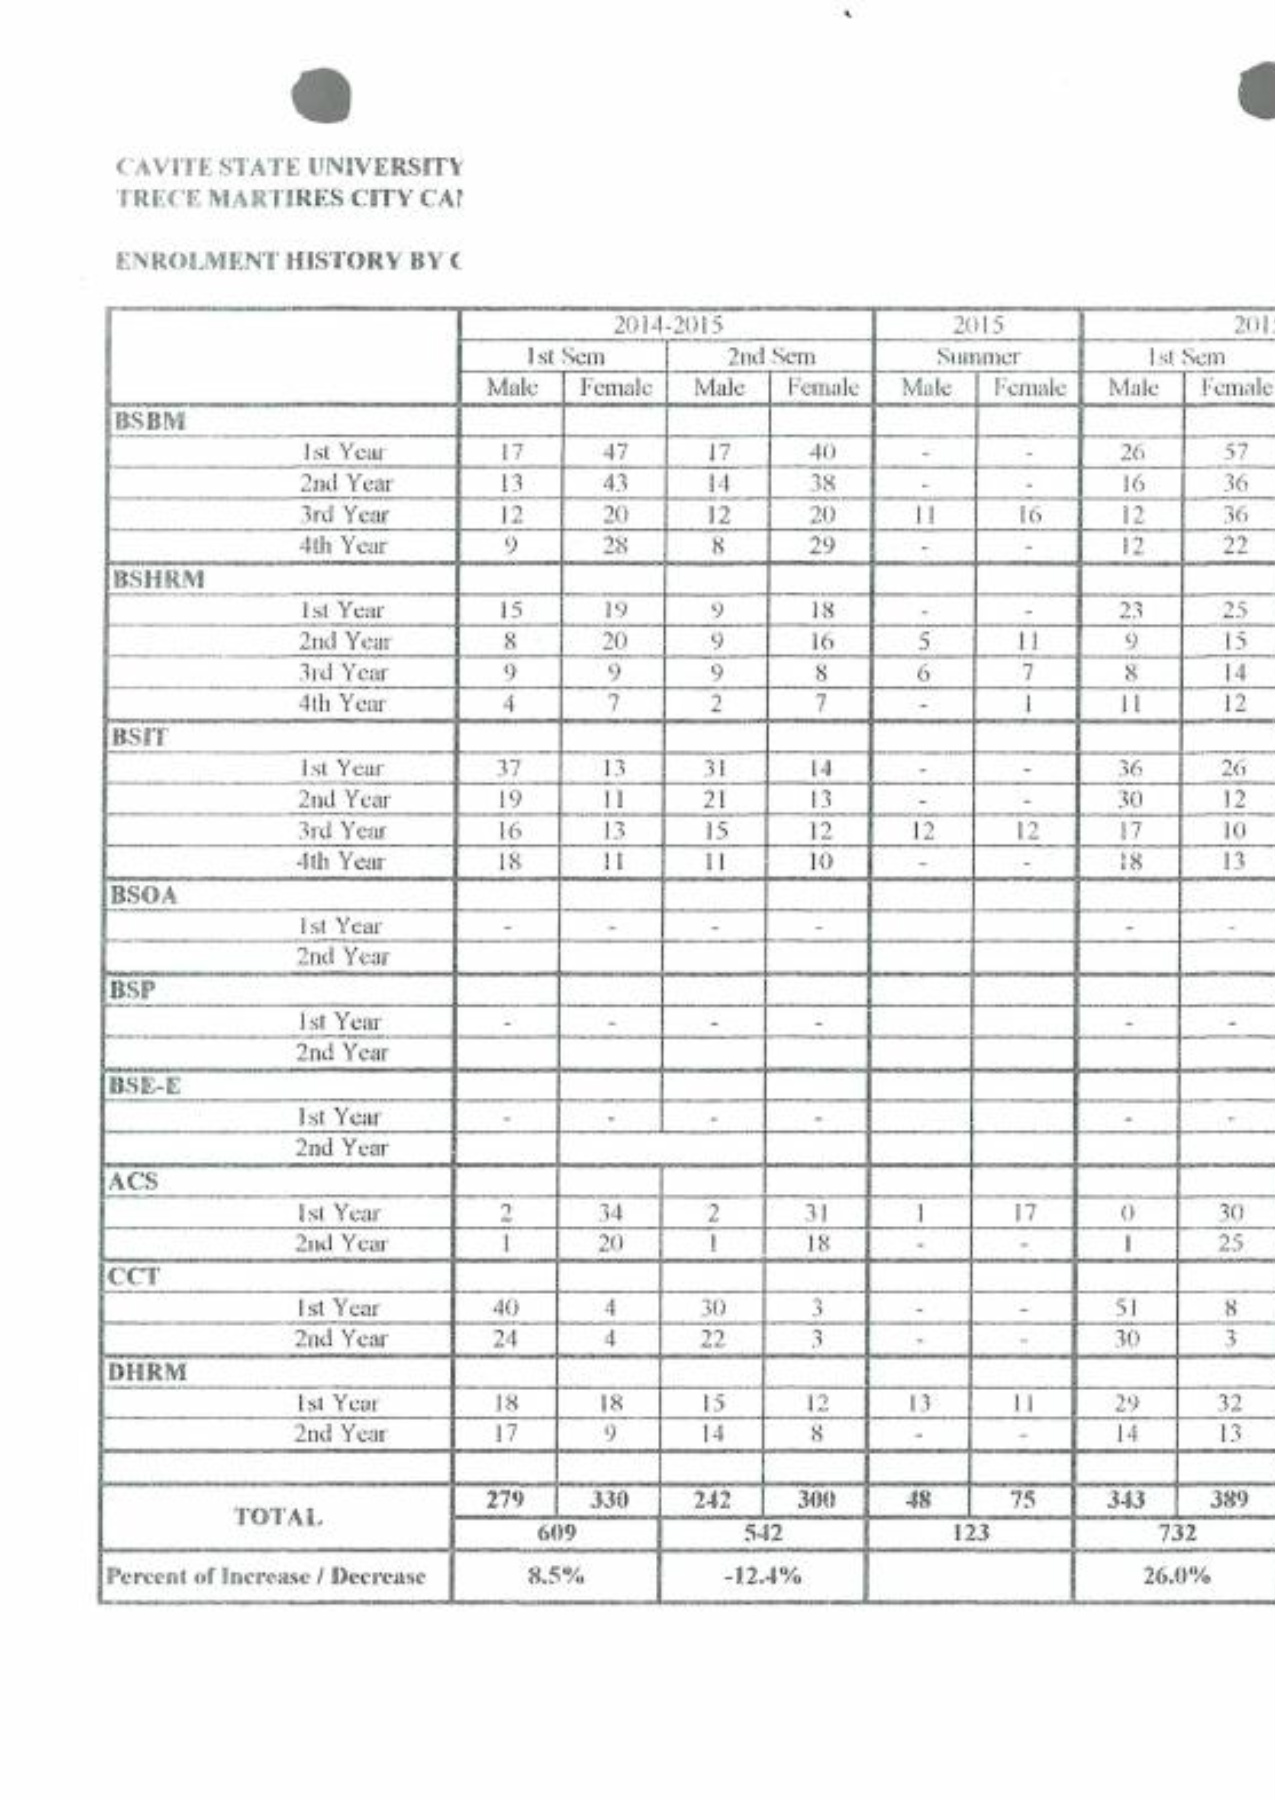 CAVITE STATE UNIVERSITY
TRECE MARTIRES CITY CAM
ENROLMENT HISTORY BY C
2014-2015 2015 201
1st Sem 2nd Sem Summer 1st Sem
Male Female Male Female Male Female Male Female
BSBM
1st Year 17 47 17 40 - - 26 57
2nd Year 13 43 14 38 - - 16 36
3rd Year 12 20 12 20 11 16 12 36
4th Year 9 28 8 29 - - 12 22
BSHRM
1st Year 15 19 9 18 - - 23 25
2nd Year 8 20 9 16 5 11 9 15
3rd Year 9 9 9 8 6 7 8 14
4th Year 4 7 2 7 - 1 11 12
BSIT
1st Year 37 13 31 14 - - 36 26
2nd Year 19 11 21 13 - - 30 12
3rd Year 16 13 15 12 12 12 17 10
4th Year 18 11 11 10 - - 18 13
BSOA
1st Year - - - - - -
2nd Year
BSP
1st Year - - - - - -
2nd Year
BSE-E
1st Year - - - - - -
2nd Year
ACS
1st Year 2 34 2 31 1 17 0 30
2nd Year 1 20 1 18 - - 1 25
CCT
1st Year 40 4 30 3 - - 51 8
2nd Year 24 4 22 3 - - 30 3
DHRM
1st Year 18 18 15 12 13 11 29 32
2nd Year 17 9 14 8 - - 14 13
TOTAL 279 330 242 300 48 75 343 389
609 542 123 732
Percent of Increase / Decrease 8.5% -12.4% 26.0%